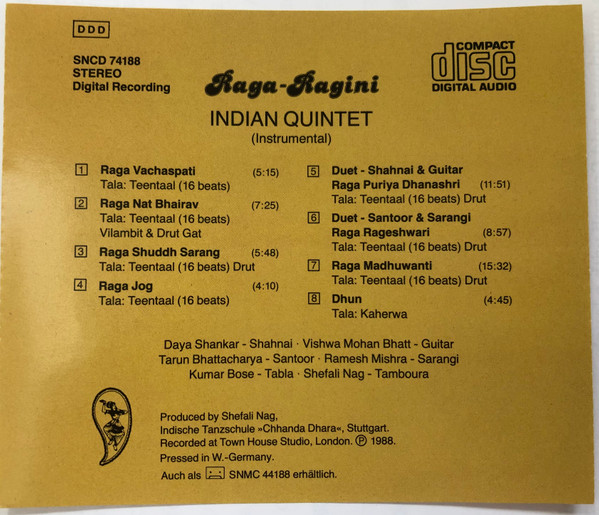 DDD
SNCD 74188
STEREO
Digital Recording
COMPACT
disc
DIGITAL AUDIO
Raga-Ragini
INDIAN QUINTET
(Instrumental)
1 Raga Vachaspati (5:15)
Tala: Teentaal (16 beats)
2 Raga Nat Bhairav (7:25)
Tala: Teentaal (16 beats)
Vilambit & Drut Gat
3 Raga Shuddh Sarang (5:48)
Tala: Teentaal (16 beats) Drut
4 Raga Jog (4:10)
Tala: Teentaal (16 beats)
5 Duet - Shahnai & Guitar
Raga Puriya Dhanashri (11:51)
Tala: Teentaal (16 beats) Drut
6 Duet - Santoor & Sarangi
Raga Rageshwari (8:57)
Tala: Teentaal (16 beats) Drut
7 Raga Madhuwanti (15:32)
Tala: Teentaal (16 beats) Drut
8 Dhun (4:45)
Tala: Kaherwa
Daya Shankar - Shahnai · Vishwa Mohan Bhatt - Guitar
Tarun Bhattacharya - Santoor · Ramesh Mishra - Sarangi
Kumar Bose - Tabla · Shefali Nag - Tamboura
Produced by Shefali Nag,
Indische Tanzschule »Chhanda Dhara«, Stuttgart.
Recorded at Town House Studio, London. ℗ 1988.
Pressed in W.-Germany.
Auch als SNMC 44188 erhältlich.